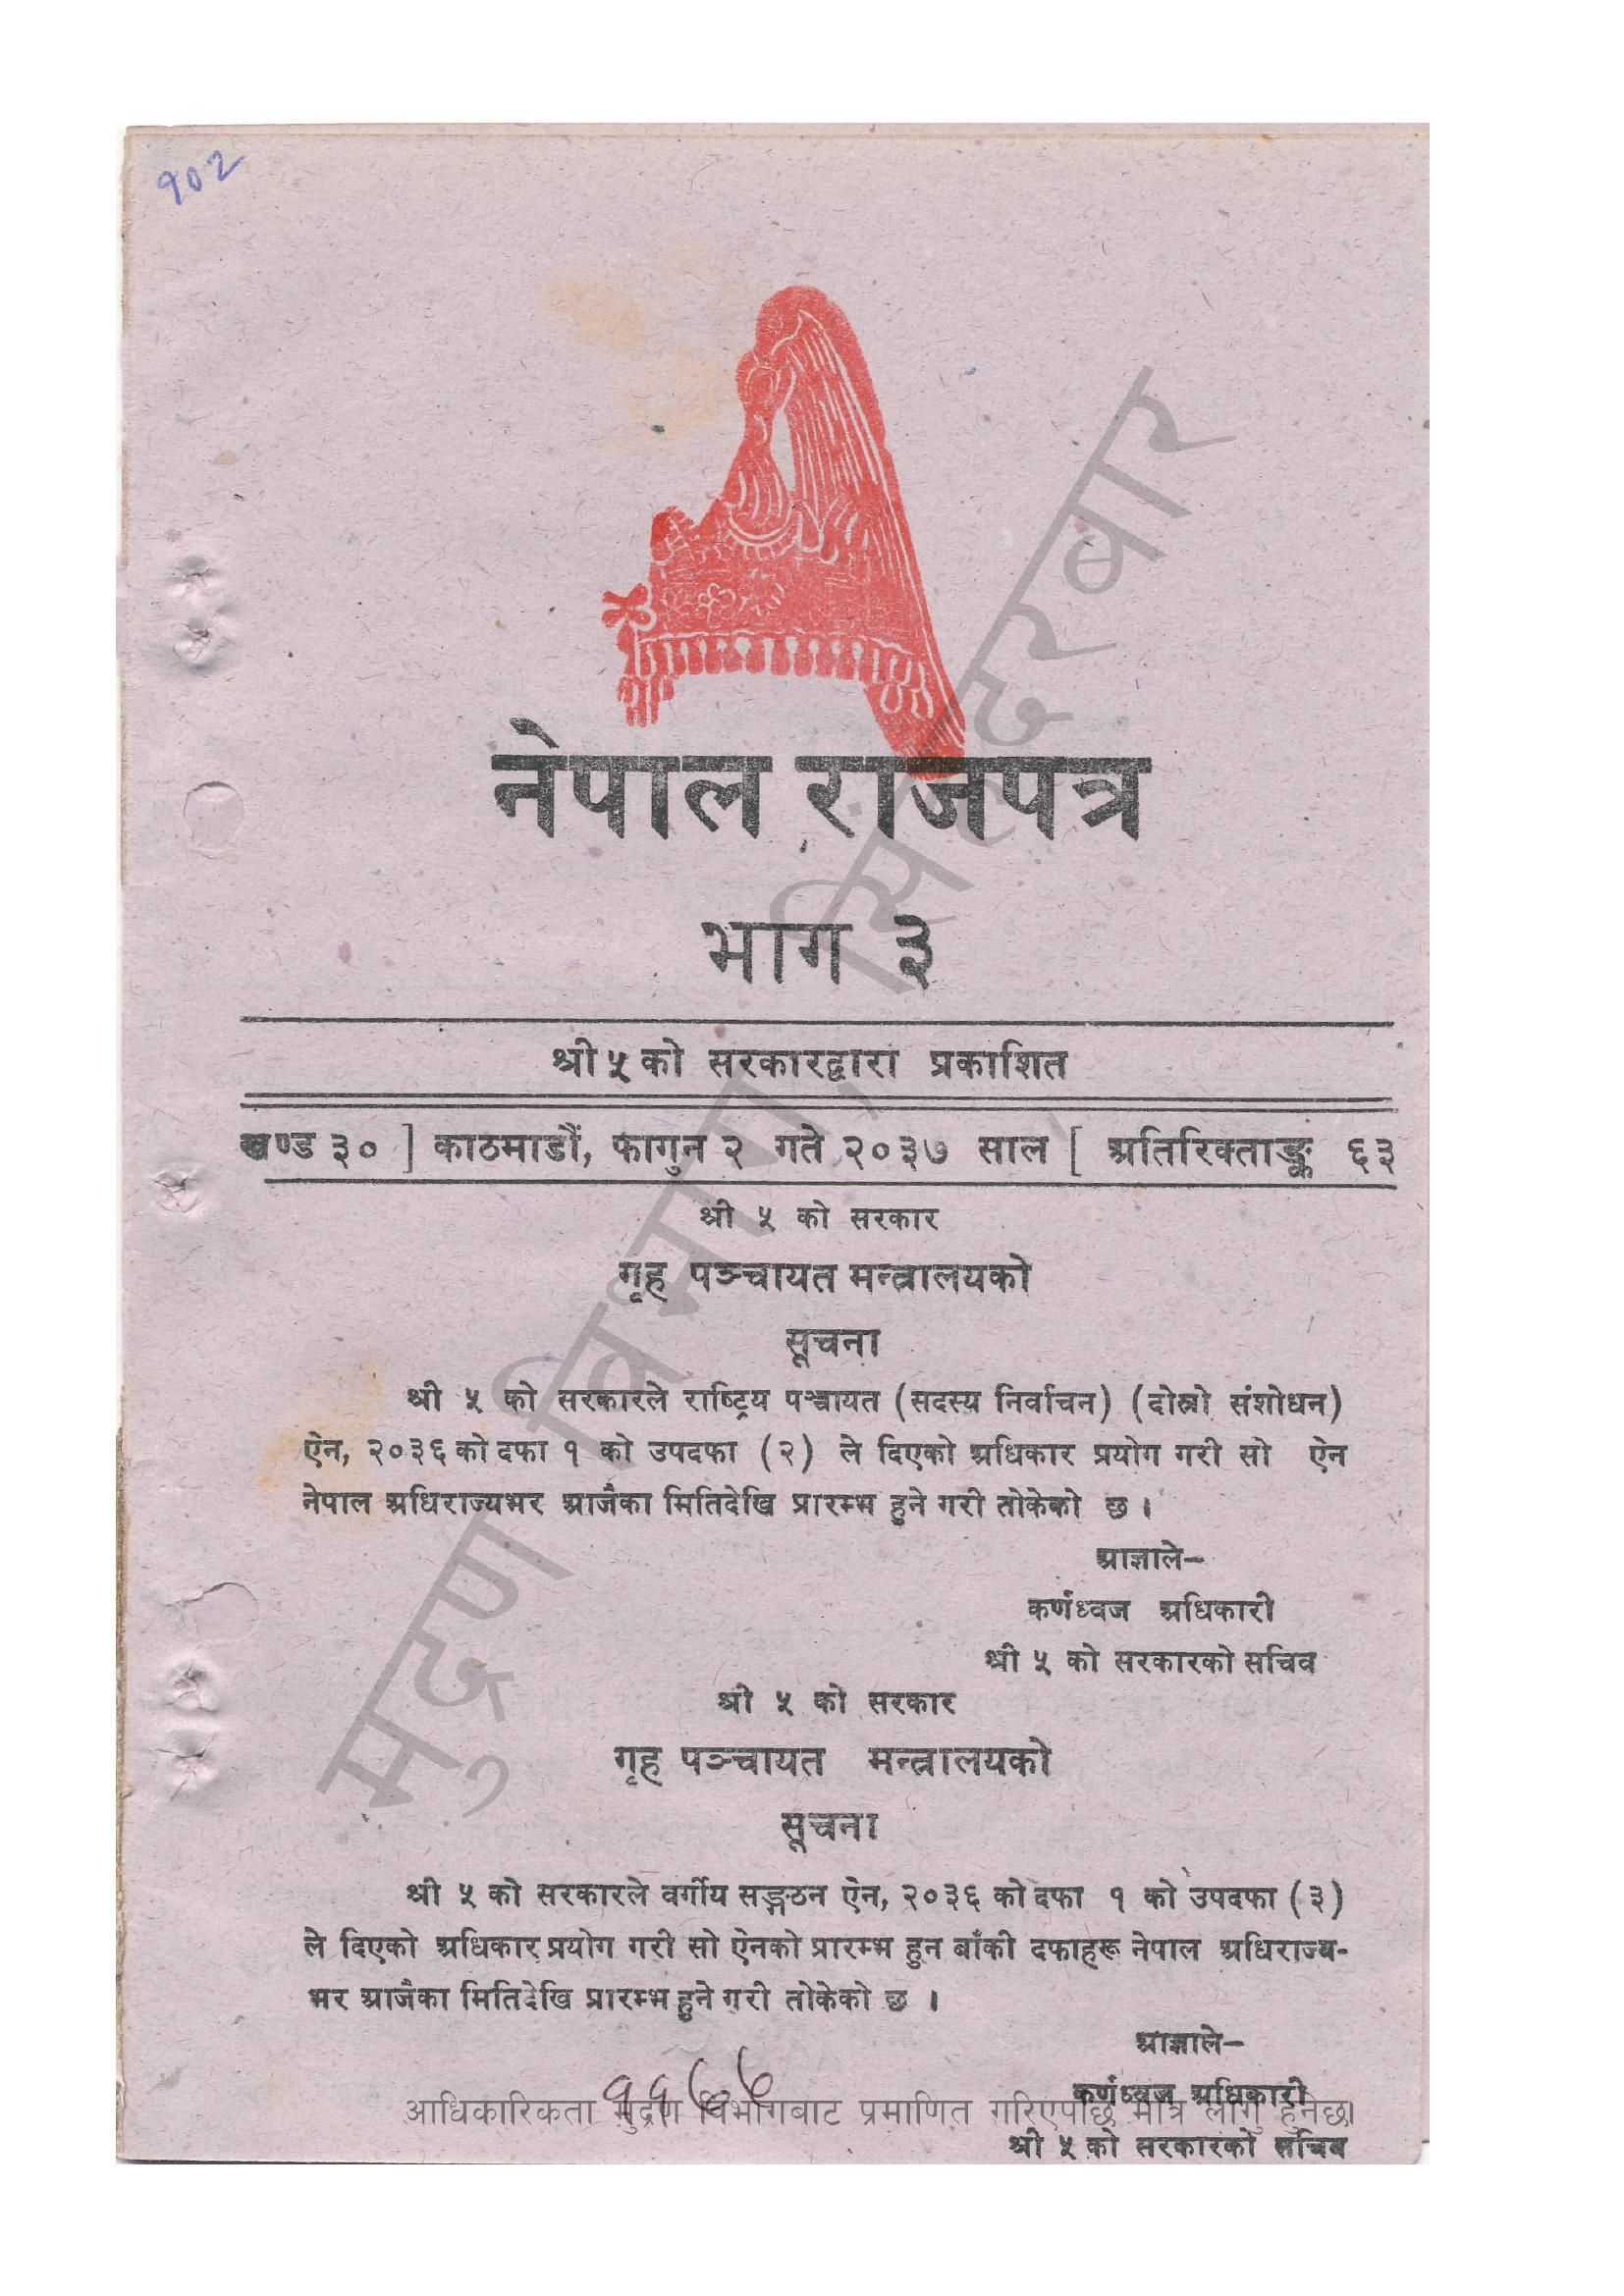 १०२
नेपाल राजपत्र
भाग ३
श्री ५ को सरकारद्वारा प्रकाशित
खण्ड ३० ] काठमाडौं, फागुन २ गते २०३७ साल [ अतिरिक्ताङ्क ६३
श्री ५ को सरकार
गृह पञ्चायत मन्त्रालयको
सूचना
श्री ५ को सरकारले राष्ट्रिय पञ्चायत (सदस्य निर्वाचन) (दोस्रो संशोधन)
ऐन, २०३६ को दफा १ को उपदफा (२) ले दिएको अधिकार प्रयोग गरी सो ऐन
नेपाल अधिराज्यभर आजैका मितिदेखि प्रारम्भ हुने गरी तोकेको छ ।
आज्ञाले–
कर्णध्वज अधिकारी
श्री ५ को सरकारको सचिव
श्री ५ को सरकार
गृह पञ्चायत मन्त्रालयको
सूचना
श्री ५ को सरकारले वर्गीय सङ्गठन ऐन, २०३६ को दफा १ को उपदफा (३)
ले दिएको अधिकार प्रयोग गरी सो ऐनको प्रारम्भ हुन बाँकी दफाहरू नेपाल अधिराज्य-
भर आजैका मितिदेखि प्रारम्भ हुने गरी तोकेको छ ।
आज्ञाले–
कर्णध्वज अधिकारी
आधिकारिकता मुद्रण विभागबाट प्रमाणित गरिएपछि मात्र लागु हुनेछ।
श्री ५ को सरकारको सचिव
मुद्रण विभाग, सिंहदरबार